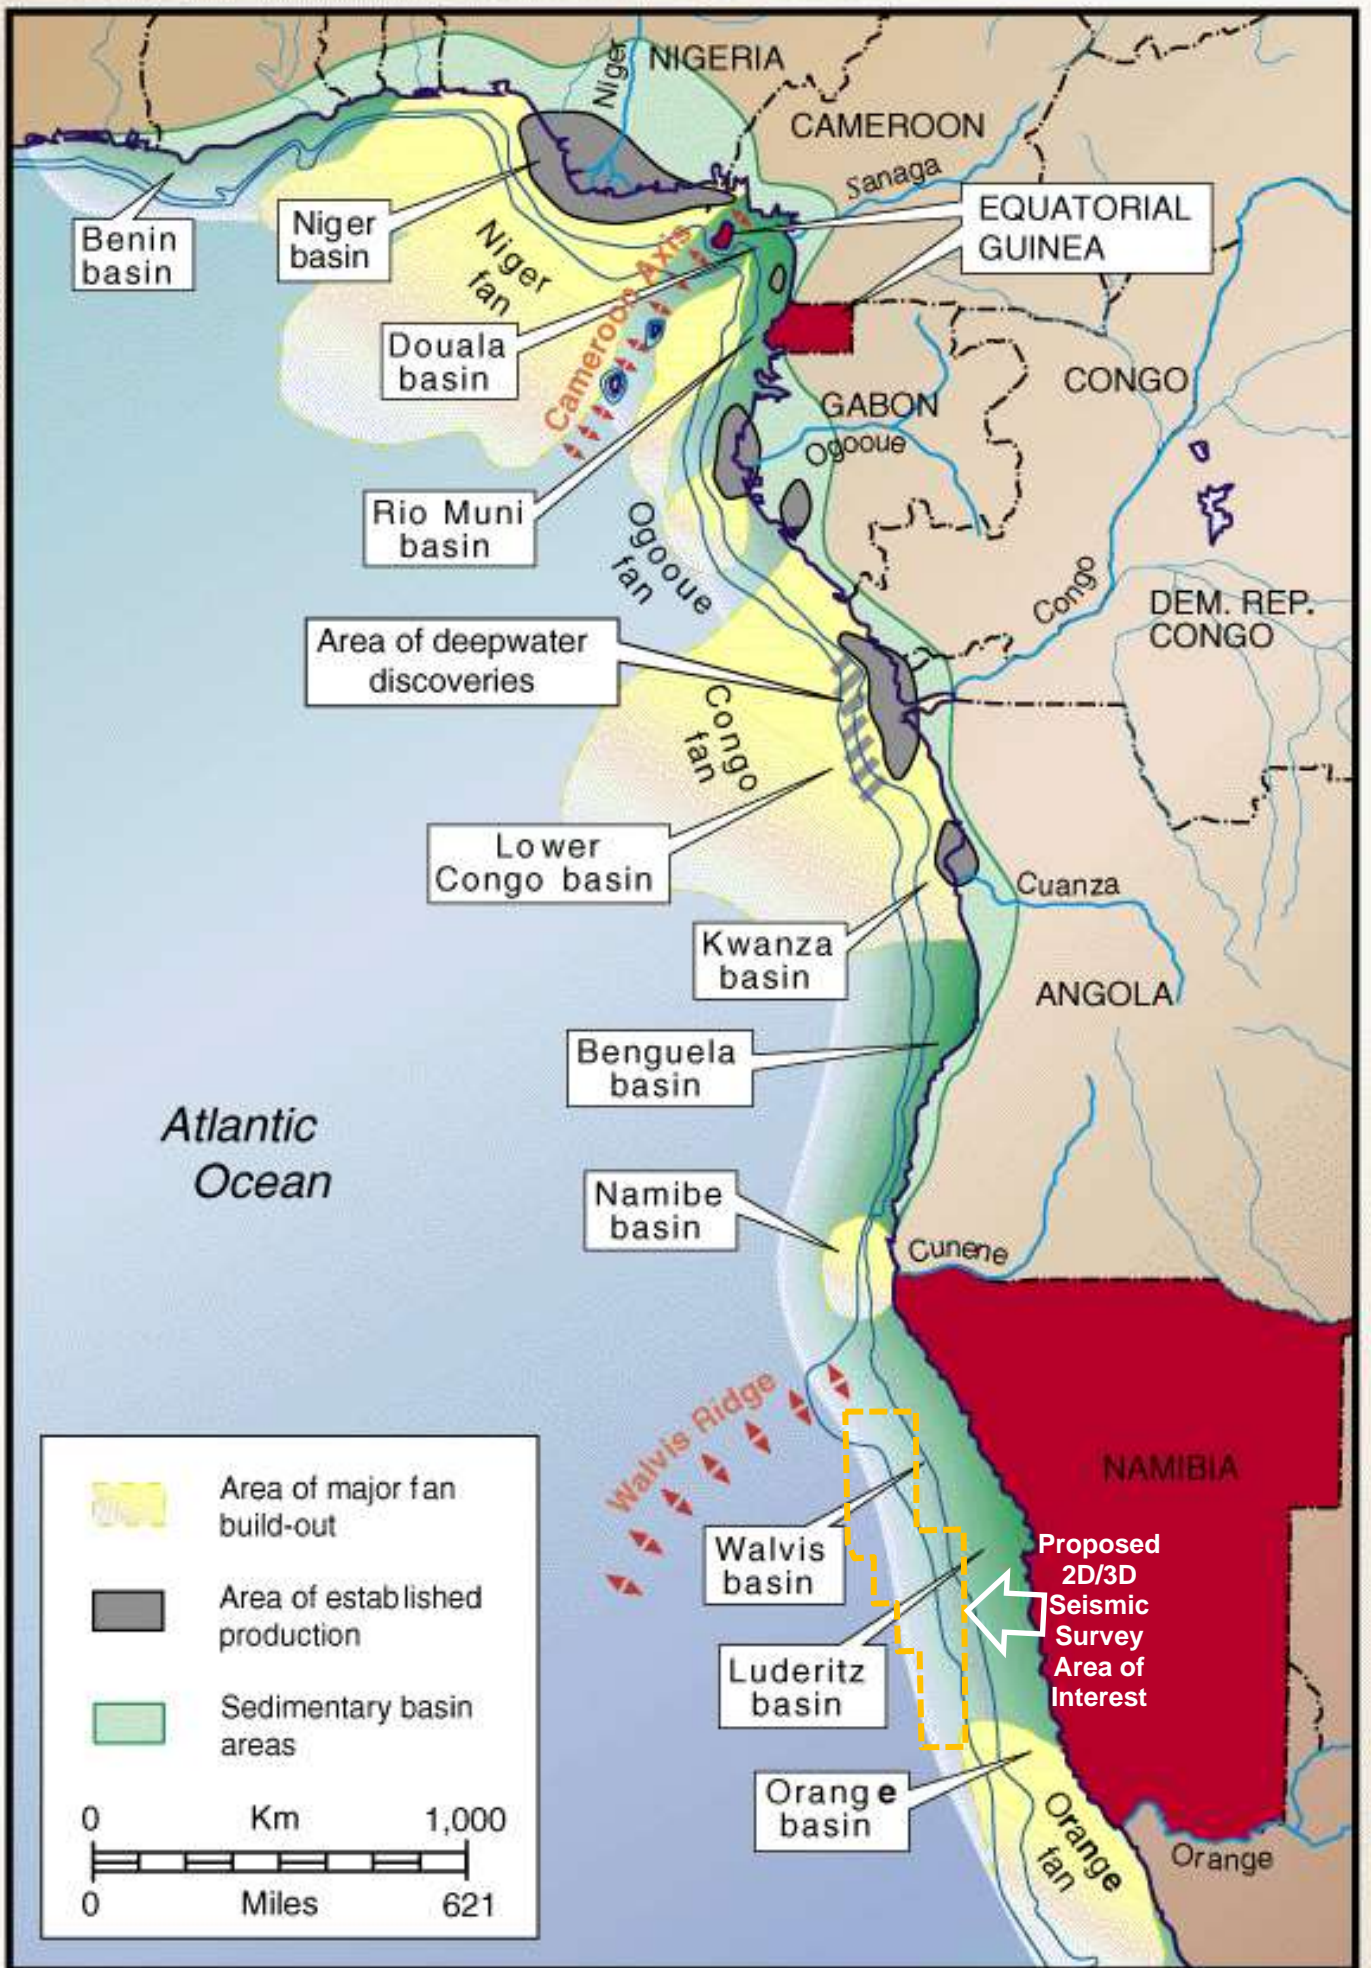 NIGERIA
Niger
CAMEROON
Sanaga
EQUATORIAL
GUINEA
Benin
basin
Niger
basin
Niger
fan
Cameroon Axis
Douala
basin
CONGO
GABON
Ogooue
Rio Muni
basin
Ogooue
fan
Congo
DEM. REP.
CONGO
Area of deepwater
discoveries
Congo
fan
Lower
Congo basin
Cuanza
Kwanza
basin
ANGOLA
Benguela
basin
Atlantic
Ocean
Namibe
basin
Cunene
Walvis Ridge
NAMIBIA
Walvis
basin
Proposed
2D/3D
Seismic
Survey
Area of
Interest
Luderitz
basin
Orange
basin
Orange
fan
Orange
Area of major fan
build-out
Area of established
production
Sedimentary basin
areas
0 Km 1,000
0 Miles 621